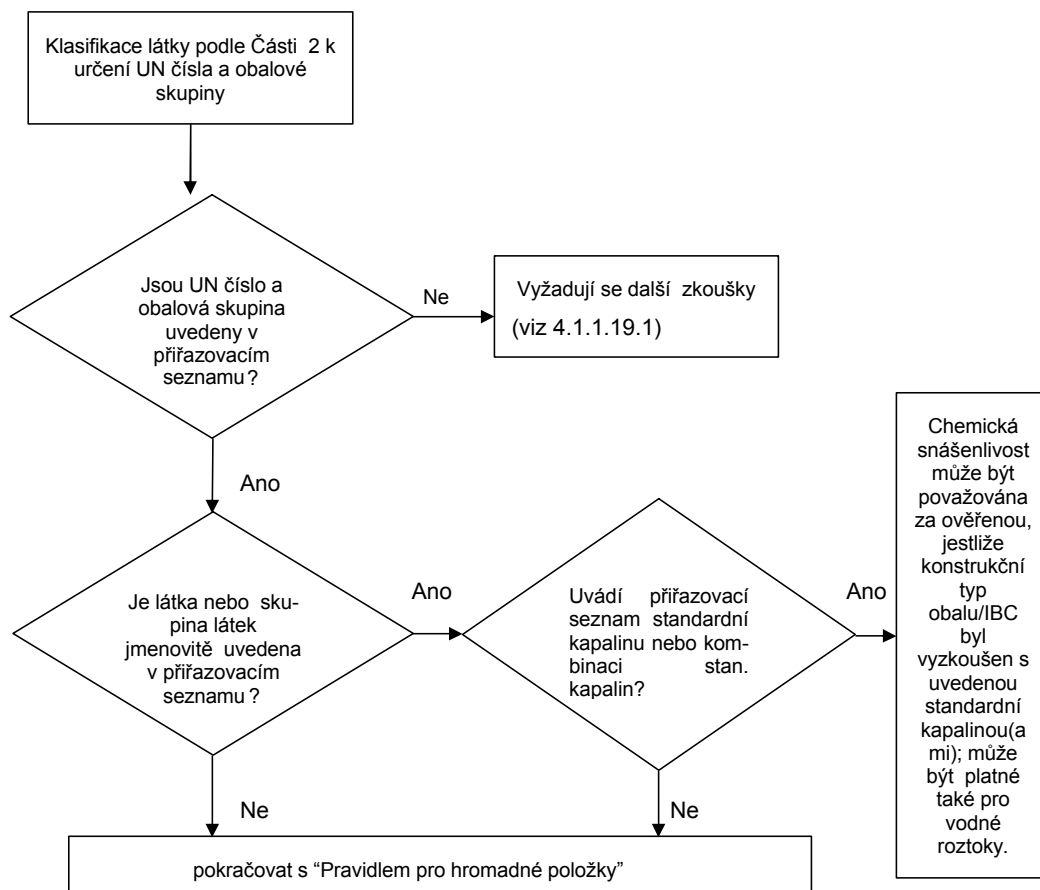 Klasifikace látky podle Části 2 k
určení UN čísla a obalové
skupiny
Jsou UN číslo a
obalová skupina
uvedeny v
přiřazovacím
seznamu ?
Ne
Vyžadují se další zkoušky
(viz 4.1.1.19.1)
Ano
Je látka nebo sku-
pina látek
jmenovitě uvedena
v přiřazovacím
seznamu ?
Ano
Uvádí přiřazovací
seznam standardní
kapalinu nebo kom-
binaci stan.
kapalin?
Ano
Chemická
snášenlivost
může být
považována
za ověřenou,
jestliže
konstrukční
typ
obalu/IBC
byl
vyzkoušen s
uvedenou
standardní
kapalinou(a
mi); může
být platné
také pro
vodné
roztoky.
Ne
Ne
pokračovat s “Pravidlem pro hromadné položky”